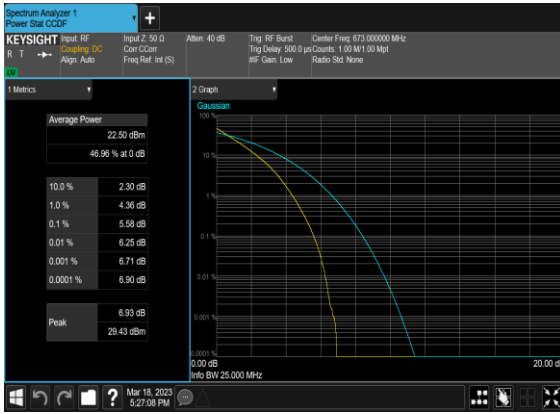 Spectrum Analyzer 1
Power Stat CCDF
+
KEYSIGHT
R T
Input: RF
Coupling: DC
Align: Auto
Input Z: 50 Ω
Corr CCorr
Freq Ref: Int (S)
Atten: 40 dB
Trig: RF Burst
Trig Delay: 500.0 µs
#IF Gain: Low
Center Freq: 673.000000 MHz
Counts: 1.00 M/1.00 Mpt
Radio Std: None
1 Metrics
Average Power
22.50 dBm
46.96 % at 0 dB
10.0 % 2.30 dB
1.0 % 4.36 dB
0.1 % 5.58 dB
0.01 % 6.25 dB
0.001 % 6.71 dB
0.0001 % 6.90 dB
Peak
6.93 dB
29.43 dBm
2 Graph
Gaussian
100 %
10 %
1 %
0.1 %
0.01 %
0.001 %
0.0001 %
0.00 dB
20.00 d
Info BW 25.000 MHz
?
Mar 18, 2023
5:27:08 PM